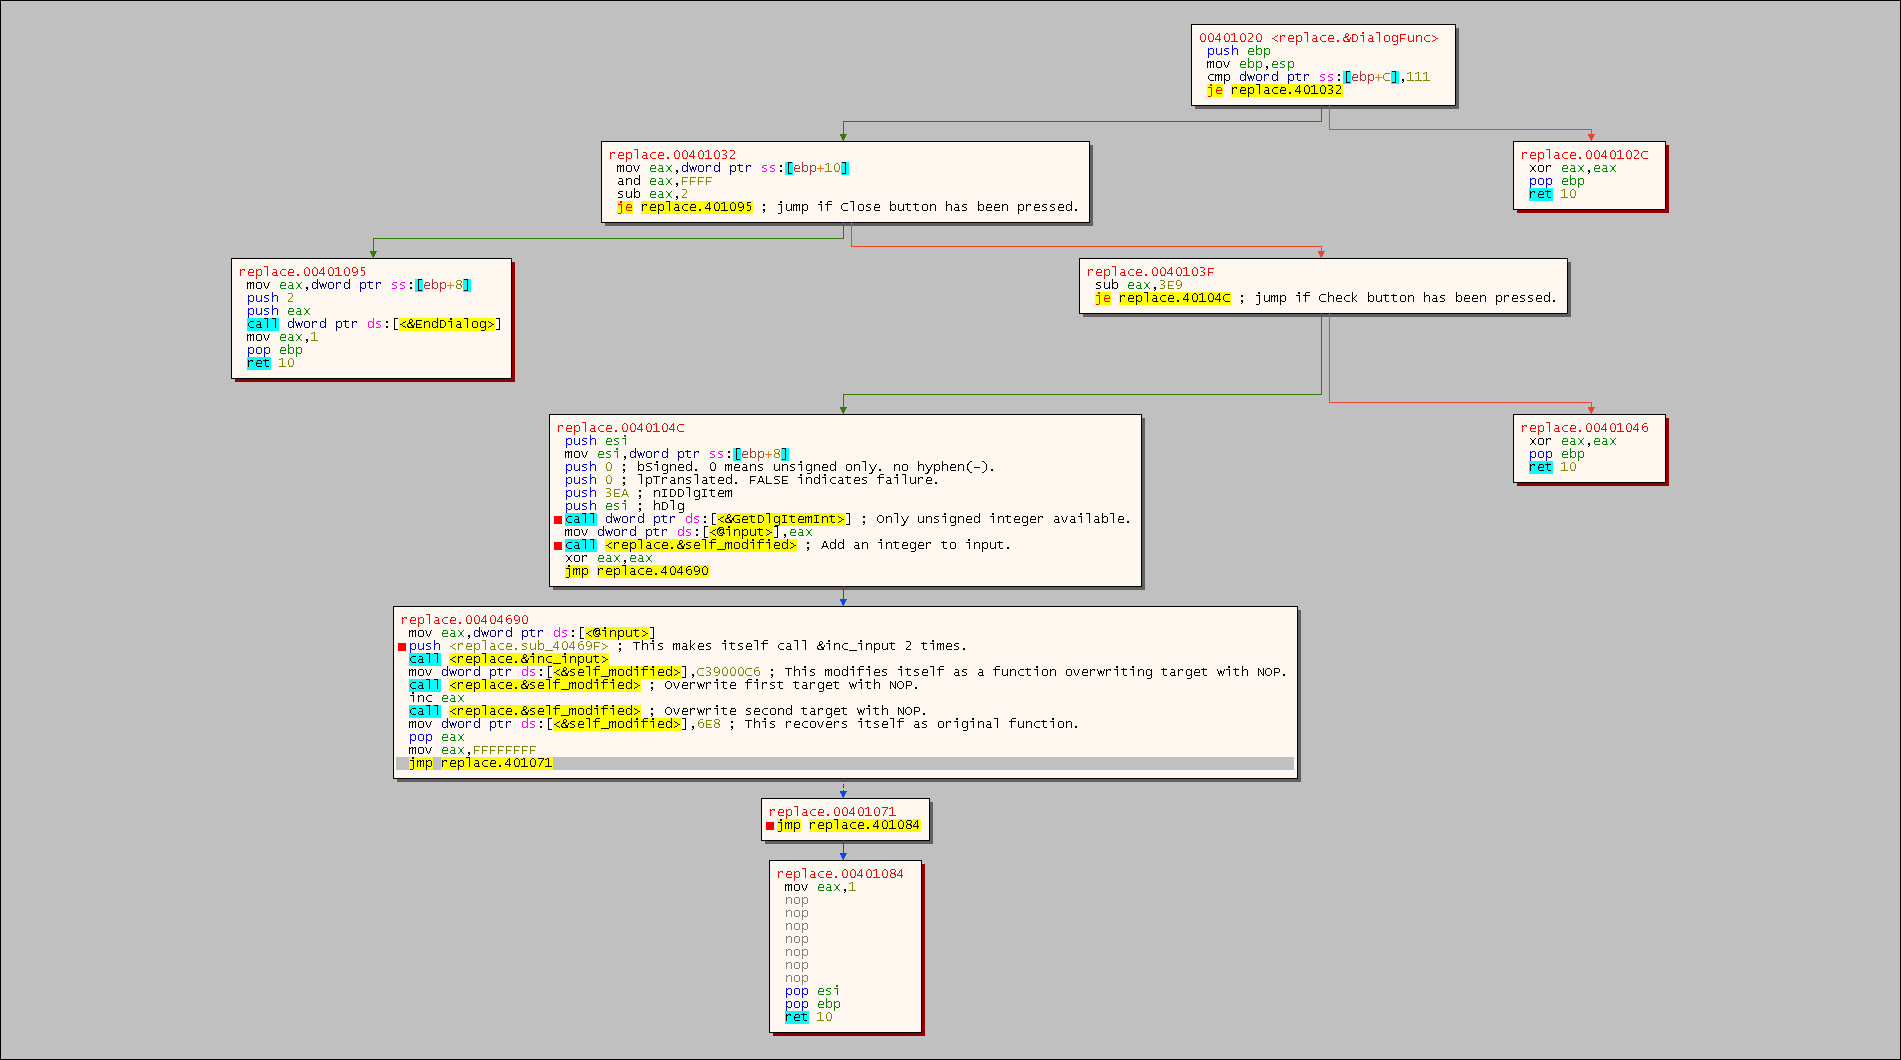 00401020 <replace.&DialogFunc>
push ebp
mov ebp,esp
cmp dword ptr ss:[ebp+C],111
je replace.401032
replace.00401032
mov eax,dword ptr ss:[ebp+10]
and eax,FFFF
sub eax,2
je replace.401095 ; jump if Close button has been pressed.
replace.0040102C
xor eax,eax
pop ebp
ret 10
replace.00401095
mov eax,dword ptr ss:[ebp+8]
push 2
push eax
call dword ptr ds:[<&EndDialog>]
mov eax,1
pop ebp
ret 10
replace.0040103F
sub eax,3E9
je replace.40104C ; jump if Check button has been pressed.
replace.0040104C
push esi
mov esi,dword ptr ss:[ebp+8]
push 0 ; bSigned. 0 means unsigned only. no hyphen(-).
push 0 ; lpTranslated. FALSE indicates failure.
push 3EA ; nIDDlgItem
push esi ; hDlg
call dword ptr ds:[<&GetDlgItemInt>] ; Only unsigned integer available.
mov dword ptr ds:[<@input>],eax
call <replace.&self_modified> ; Add an integer to input.
xor eax,eax
jmp replace.404690
replace.00401046
xor eax,eax
pop ebp
ret 10
replace.00404690
mov eax,dword ptr ds:[<@input>]
push <replace.sub_40469F> ; This makes itself call &inc_input 2 times.
call <replace.&inc_input>
mov dword ptr ds:[<&self_modified>],C39000C6 ; This modifies itself as a function overwriting target with NOP.
call <replace.&self_modified> ; Overwrite first target with NOP.
inc eax
call <replace.&self_modified> ; Overwrite second target with NOP.
mov dword ptr ds:[<&self_modified>],6E8 ; This recovers itself as original function.
pop eax
mov eax,FFFFFFFF
jmp replace.401071
replace.00401071
jmp replace.401084
replace.00401084
mov eax,1
nop
nop
nop
nop
nop
nop
nop
pop esi
pop ebp
ret 10